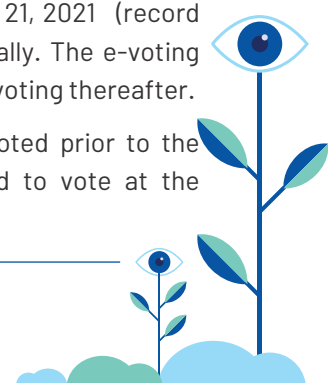 21, 2021 (record
ally. The e-voting
voting thereafter.
oted prior to the
d to vote at the